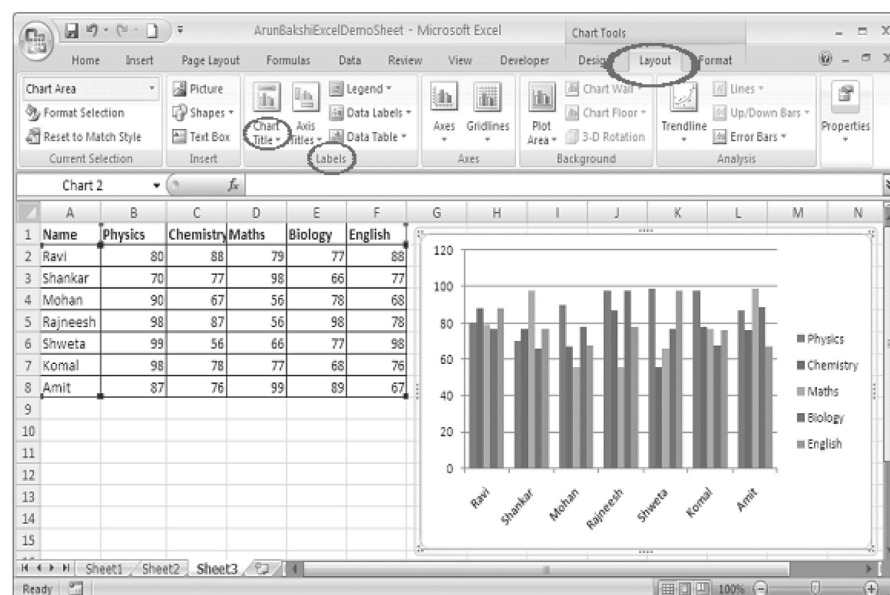 ArunBakshiExcelDemoSheet - Microsoft Excel
Chart Tools
Home Insert Page Layout Formulas Data Review View Developer Design Layout Format
Chart Area
Format Selection
Reset to Match Style
Current Selection
Picture
Shapes
Text Box
Insert
Chart Title
Axis Titles
Legend
Data Labels
Data Table
Labels
Axes
Gridlines
Axes
Plot Area
Chart Wall
Chart Floor
3-D Rotation
Background
Trendline
Lines
Up/Down Bars
Error Bars
Analysis
Properties
Chart 2
fx
A B C D E F G H I J K L M N
1 Name Physics Chemistry Maths Biology English
2 Ravi 80 88 79 77 88
3 Shankar 70 77 98 66 77
4 Mohan 90 67 56 78 68
5 Rajneesh 98 87 56 98 78
6 Shweta 99 56 66 77 98
7 Komal 98 78 77 68 76
8 Amit 87 76 99 89 67
9
10
11
12
13
14
15
120
100
80
60
40
20
0
Ravi Shankar Mohan Rajneesh Shweta Komal Amit
Physics
Chemistry
Maths
Biology
English
Sheet1 Sheet2 Sheet3
Ready
100%